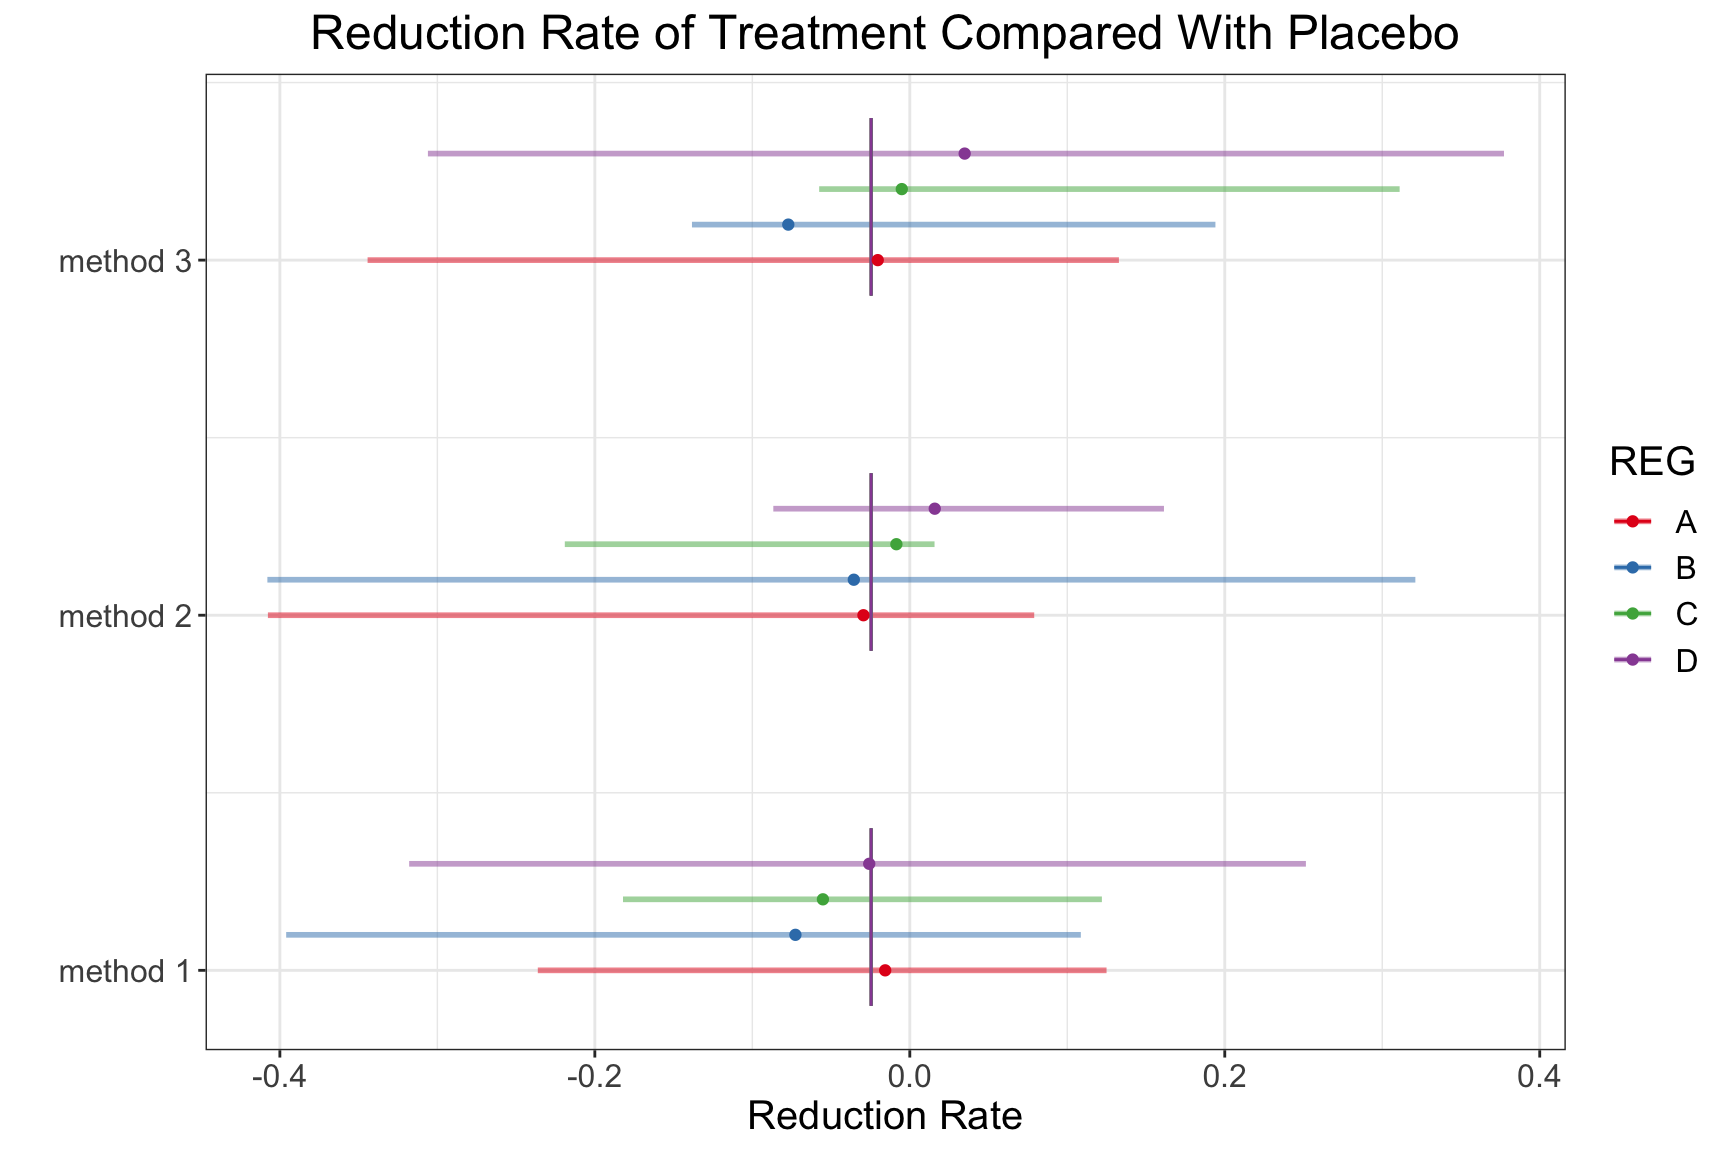 Reduction Rate of Treatment Compared With Placebo
method 3
method 2
method 1
-0.4
-0.2
0.0
0.2
0.4
Reduction Rate
REG
A
B
C
D